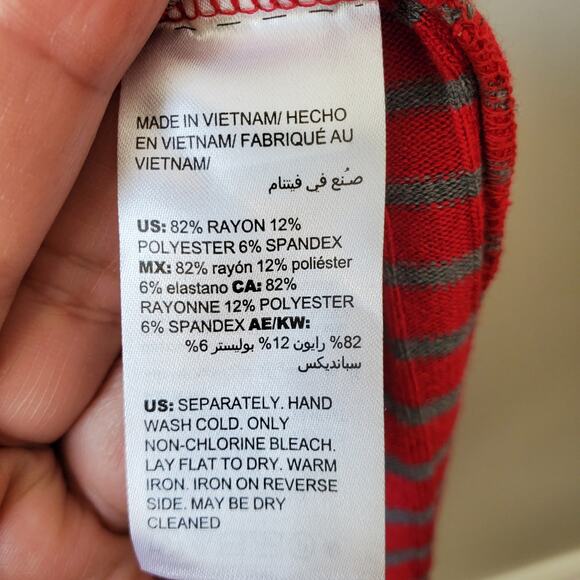 MADE IN VIETNAM/ HECHO
EN VIETNAM/ FABRIQUÉ AU
VIETNAM/
صُنع في فيتنام
US: 82% RAYON 12%
POLYESTER 6% SPANDEX
MX: 82% rayón 12% poliéster
6% elastano CA: 82%
RAYONNE 12% POLYESTER
6% SPANDEX AE/KW:
82% رايون 12% بوليستر 6%
سبانديكس
US: SEPARATELY. HAND
WASH COLD. ONLY
NON-CHLORINE BLEACH.
LAY FLAT TO DRY. WARM
IRON. IRON ON REVERSE
SIDE. MAY BE DRY
CLEANED